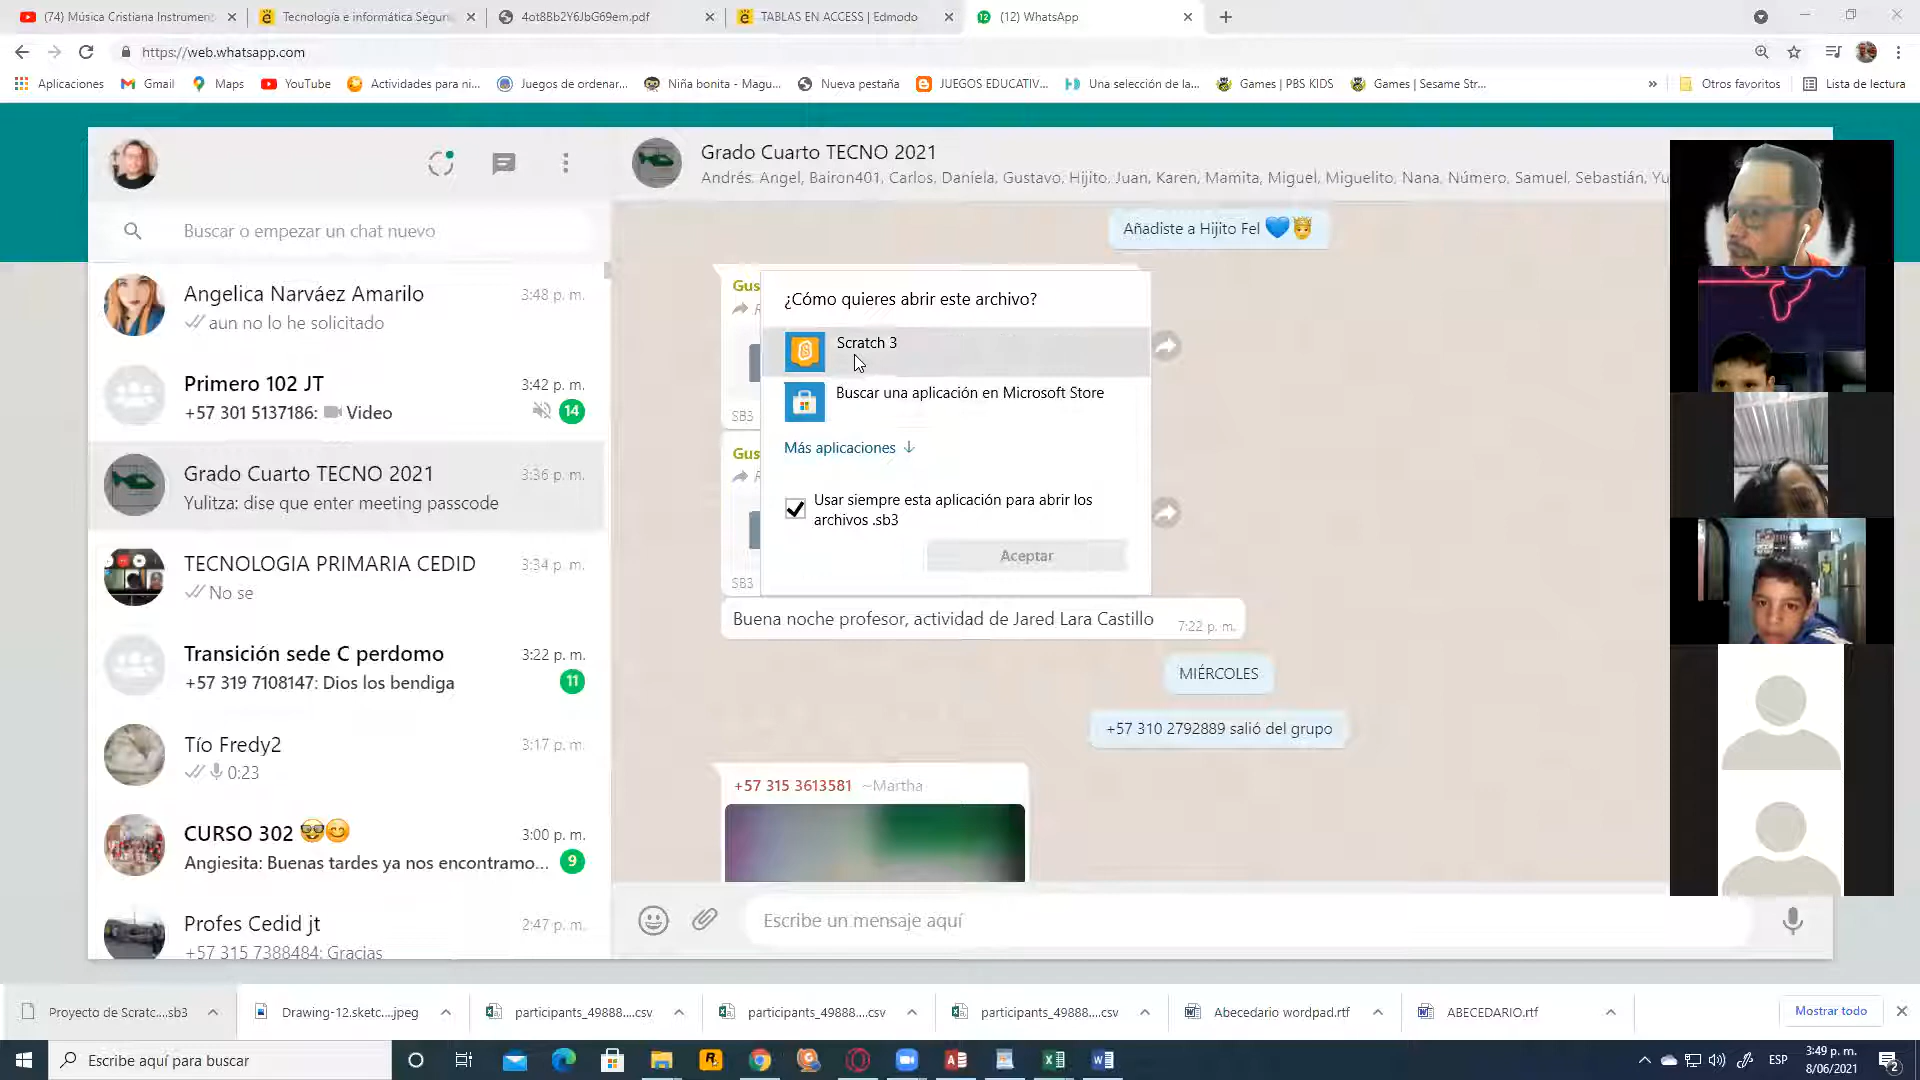 (74) Música Cristiana Instrumen
Tecnología e informática Seguri
4ot88b2Y6JbG69em.pdf
TABLAS EN ACCESS | Edmodo
(12) WhatsApp
https://web.whatsapp.com
Aplicaciones
Gmail
Maps
YouTube
Actividades para ni...
Juegos de ordenar...
Niña bonita - Magu...
Nueva pestaña
JUEGOS EDUCATIV...
Una selección de la...
Games | PBS KIDS
Games | Sesame Str...
»
Otros favoritos
Lista de lectura
Buscar o empezar un chat nuevo
Angelica Narváez Amarilo
3:48 p. m.
aun no lo he solicitado
Primero 102 JT
3:42 p. m.
+57 301 5137186: Video
14
Grado Cuarto TECNO 2021
3:36 p. m.
Yulitza: dise que enter meeting passcode
TECNOLOGIA PRIMARIA CEDID
3:34 p. m.
No se
Transición sede C perdomo
3:22 p. m.
+57 319 7108147: Dios los bendiga
11
Tío Fredy2
3:17 p. m.
0:23
CURSO 302 🤓😊
3:00 p. m.
Angiesita: Buenas tardes ya nos encontramo...
9
Profes Cedid jt
2:47 p. m.
+57 315 7388484: Gracias
Grado Cuarto TECNO 2021
Andrés, Angel, Bairon401, Carlos, Daniela, Gustavo, Hijito, Juan, Karen, Mamita, Miguel, Miguelito, Nana, Número, Samuel, Sebastián, Yu
Añadiste a Hijito Fel 💙🤴
Gus
SB3
Gus
SB3
¿Cómo quieres abrir este archivo?
Scratch 3
Buscar una aplicación en Microsoft Store
Más aplicaciones ↓
Usar siempre esta aplicación para abrir los
archivos .sb3
Aceptar
Buena noche profesor, actividad de Jared Lara Castillo
7:22 p. m.
MIÉRCOLES
+57 310 2792889 salió del grupo
+57 315 3613581 ~Martha
Escribe un mensaje aquí
Proyecto de Scratc....sb3
Drawing-12.sketc....jpeg
participants_49888....csv
participants_49888....csv
participants_49888....csv
Abecedario wordpad.rtf
ABECEDARIO.rtf
Mostrar todo
Escribe aquí para buscar
ESP
3:49 p. m.
8/06/2021
2